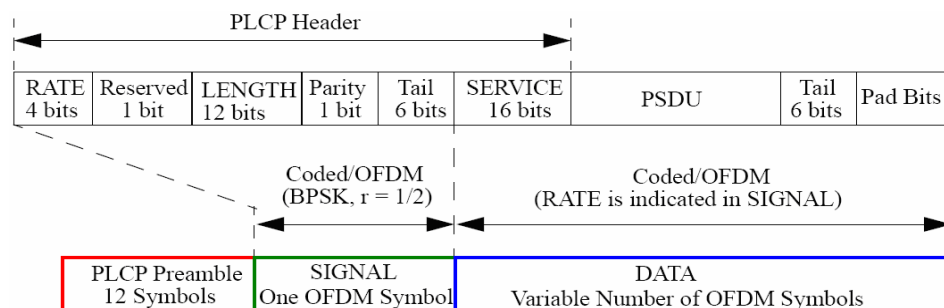 PLCP Header
RATE Reserved LENGTH Parity Tail SERVICE PSDU Tail Pad Bits
4 bits 1 bit 12 bits 1 bit 6 bits 16 bits 6 bits
Coded/OFDM Coded/OFDM
(BPSK, r = 1/2) (RATE is indicated in SIGNAL)
PLCP Preamble SIGNAL DATA
12 Symbols One OFDM Symbol Variable Number of OFDM Symbols